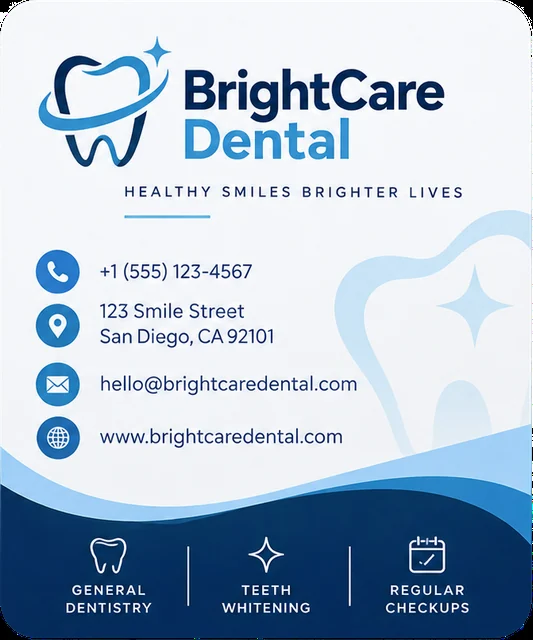 BrightCare
Dental
HEALTHY SMILES BRIGHTER LIVES
+1 (555) 123-4567
123 Smile Street
San Diego, CA 92101
hello@brightcaredental.com
www.brightcaredental.com
GENERAL
DENTISTRY
TEETH
WHITENING
REGULAR
CHECKUPS